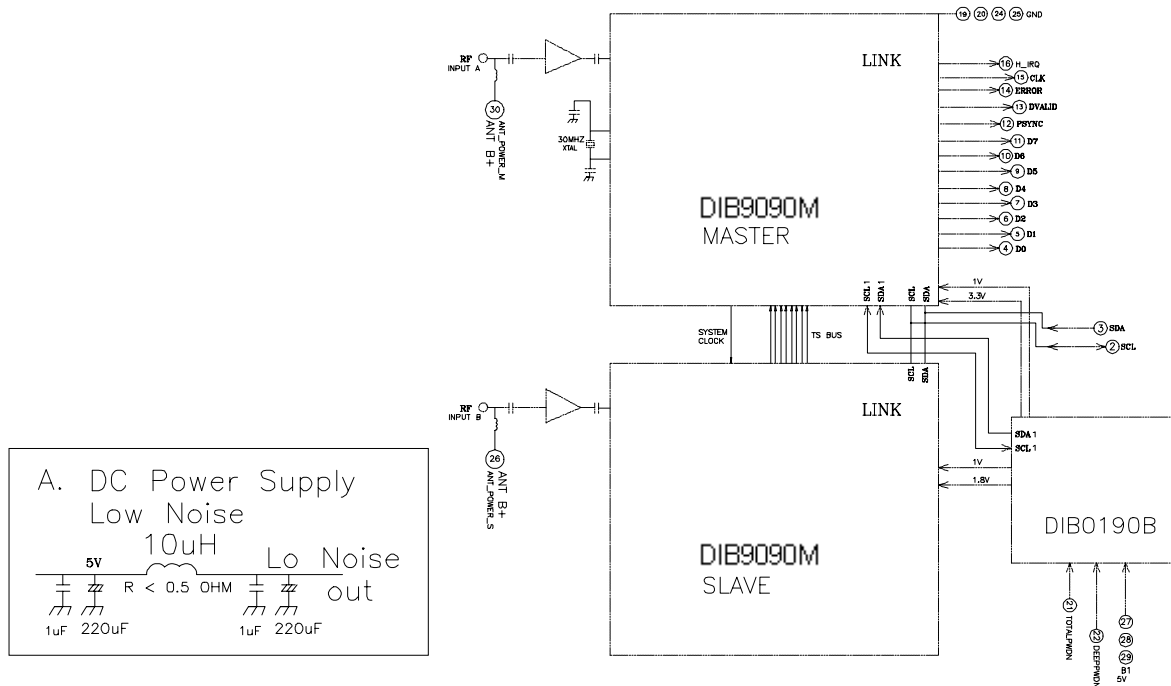 19 20 24 25 GND
RF
INPUT A
LINK
16 H_IRQ
15 CLK
14 ERROR
13 DVALID
12 PSYNC
11 D7
10 D6
9 D5
8 D4
7 D3
6 D2
5 D1
4 D0
30
ANT_POWER_M
ANT B+
30MHZ
XTAL
DIB9090M
MASTER
SCL 1
SDA 1
SCL
SDA
1V
3.3V
SYSTEM
CLOCK
TS BUS
3 SDA
2 SCL
SCL
SDA
RF
INPUT B
LINK
26
ANT B+
ANT_POWER_S
SDA 1
SCL 1
1V
1.8V
DIB0190B
DIB9090M
SLAVE
21 TOTALPWDN
22 DEEPPWDN
27
28
29
B1
5V
A. DC Power Supply
Low Noise
10uH
5V
Lo Noise
out
R < 0.5 OHM
1uF 220uF
1uF 220uF